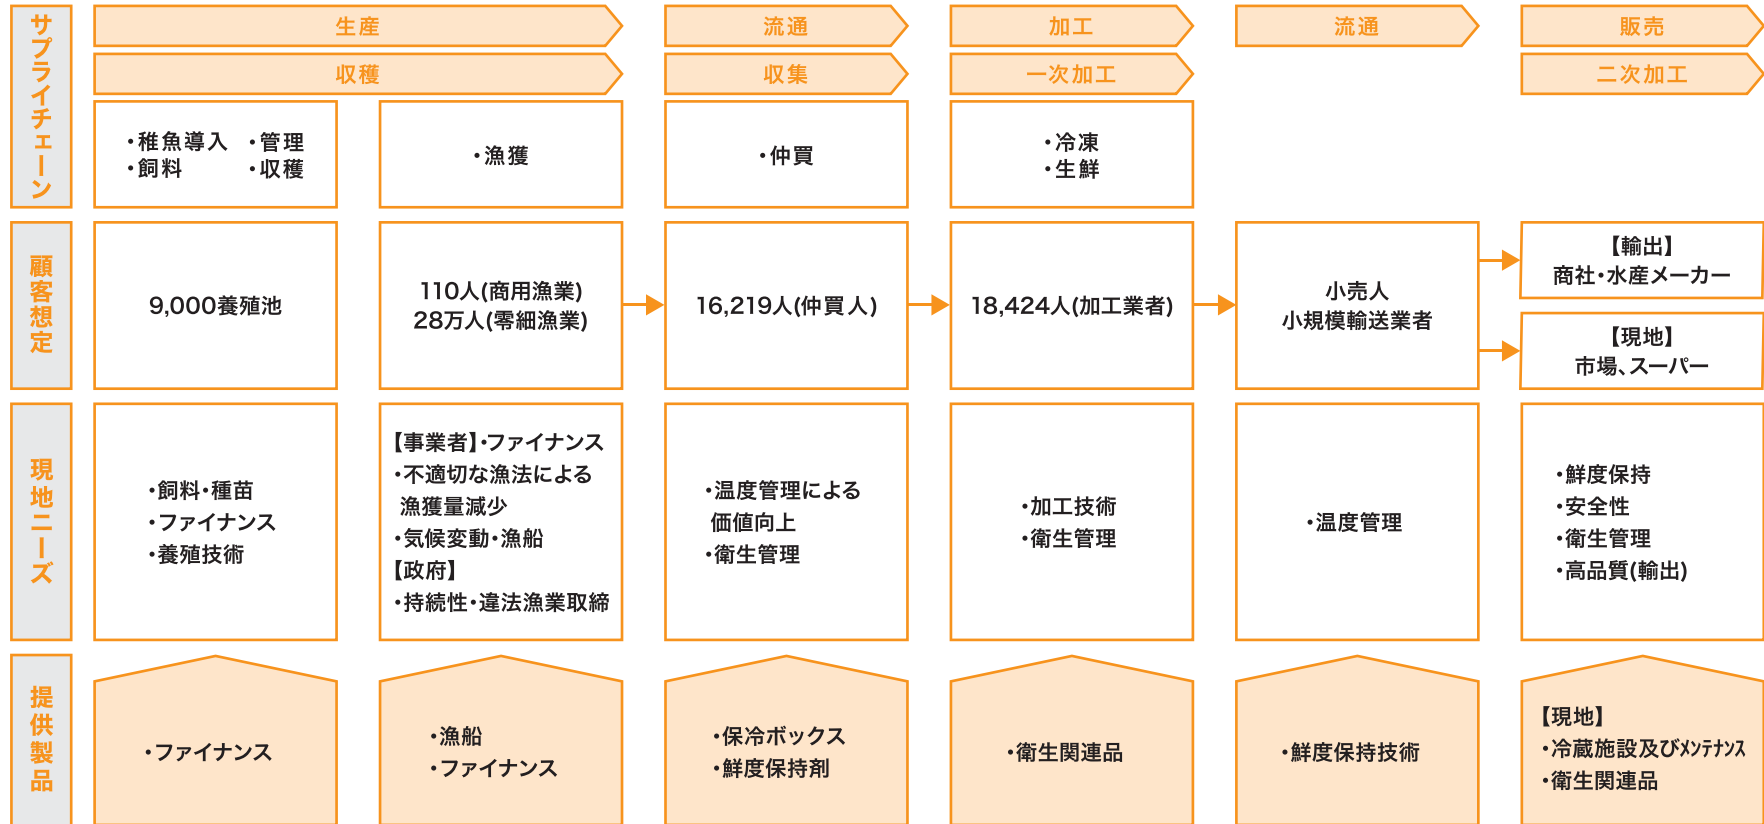 サプライチェーン
生産
流通
加工
流通
販売
収穫
収集
一次加工
二次加工
・稚魚導入 ・管理
・飼料 ・収穫
・漁獲
・仲買
・冷凍
・生鮮
顧客想定
9,000養殖池
110人(商用漁業)
28万人(零細漁業)
16,219人(仲買人)
18,424人(加工業者)
小売人
小規模輸送業者
【輸出】
商社・水産メーカー
【現地】
市場、スーパー
現地ニーズ
・飼料・種苗
・ファイナンス
・養殖技術
【事業者】・ファイナンス
・不適切な漁法による
漁獲量減少
・気候変動・漁船
【政府】
・持続性・違法漁業取締
・温度管理による
価値向上
・衛生管理
・加工技術
・衛生管理
・温度管理
・鮮度保持
・安全性
・衛生管理
・高品質(輸出)
提供製品
・ファイナンス
・漁船
・ファイナンス
・保冷ボックス
・鮮度保持剤
・衛生関連品
・鮮度保持技術
【現地】
・冷蔵施設及びメンテナンス
・衛生関連品